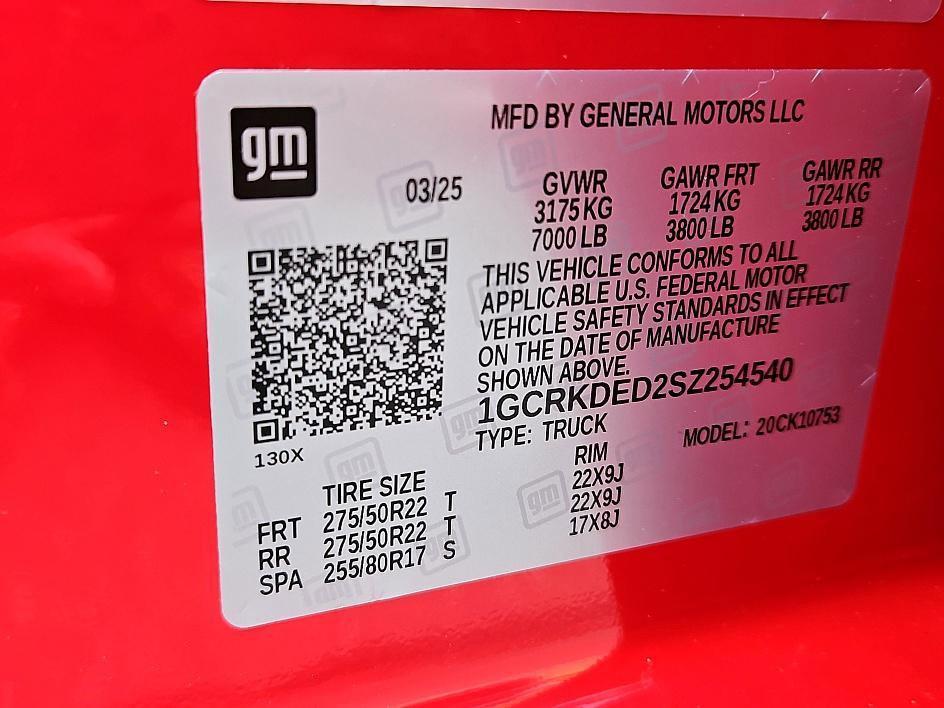 gm
MFD BY GENERAL MOTORS LLC
03/25
GVWR GAWR FRT GAWR RR
3175 KG 1724 KG 1724 KG
7000 LB 3800 LB 3800 LB
THIS VEHICLE CONFORMS TO ALL
APPLICABLE U.S. FEDERAL MOTOR
VEHICLE SAFETY STANDARDS IN EFFECT
ON THE DATE OF MANUFACTURE
SHOWN ABOVE.
1GCRKDED2SZ254540
TYPE: TRUCK MODEL: 20CK10753
130X
TIRE SIZE RIM
FRT 275/50R22 T 22X9J
RR 275/50R22 T 22X9J
SPA 255/80R17 S 17X8J